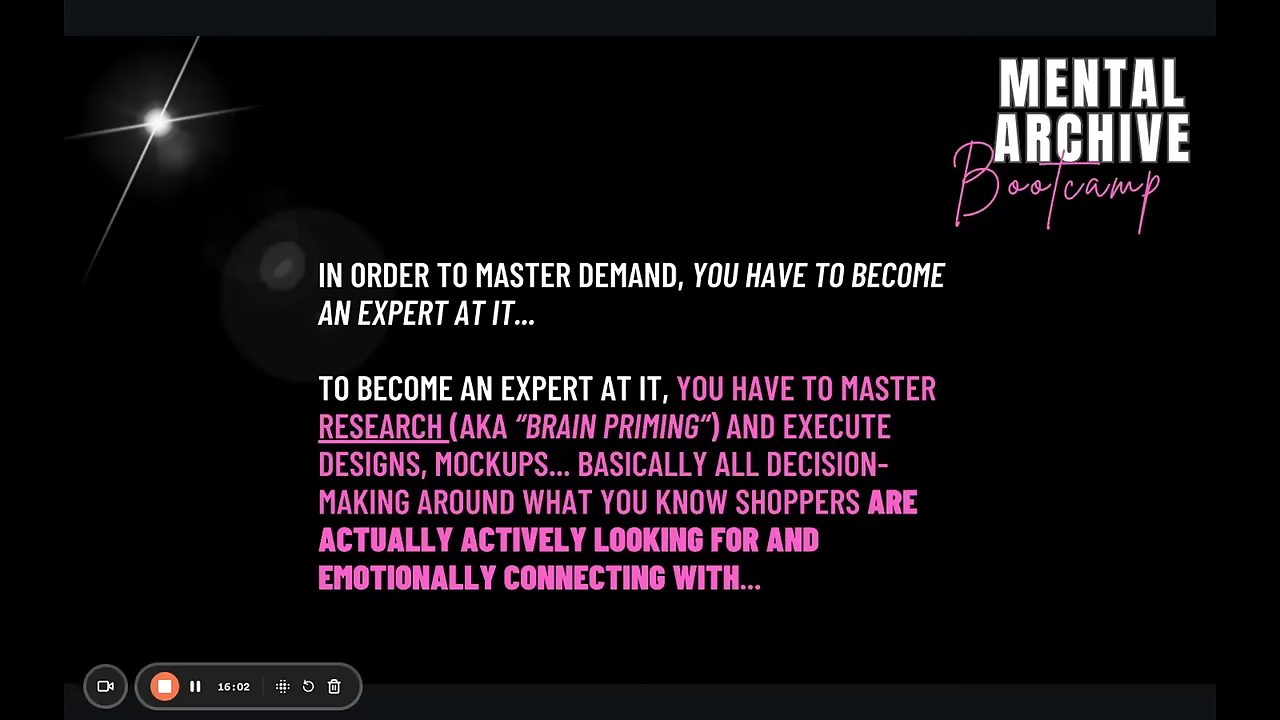 MENTAL
ARCHIVE
Bootcamp
IN ORDER TO MASTER DEMAND, YOU HAVE TO BECOME
AN EXPERT AT IT...
TO BECOME AN EXPERT AT IT, YOU HAVE TO MASTER
RESEARCH (AKA “BRAIN PRIMING“) AND EXECUTE
DESIGNS, MOCKUPS... BASICALLY ALL DECISION-
MAKING AROUND WHAT YOU KNOW SHOPPERS ARE
ACTUALLY ACTIVELY LOOKING FOR AND
EMOTIONALLY CONNECTING WITH...
16:02